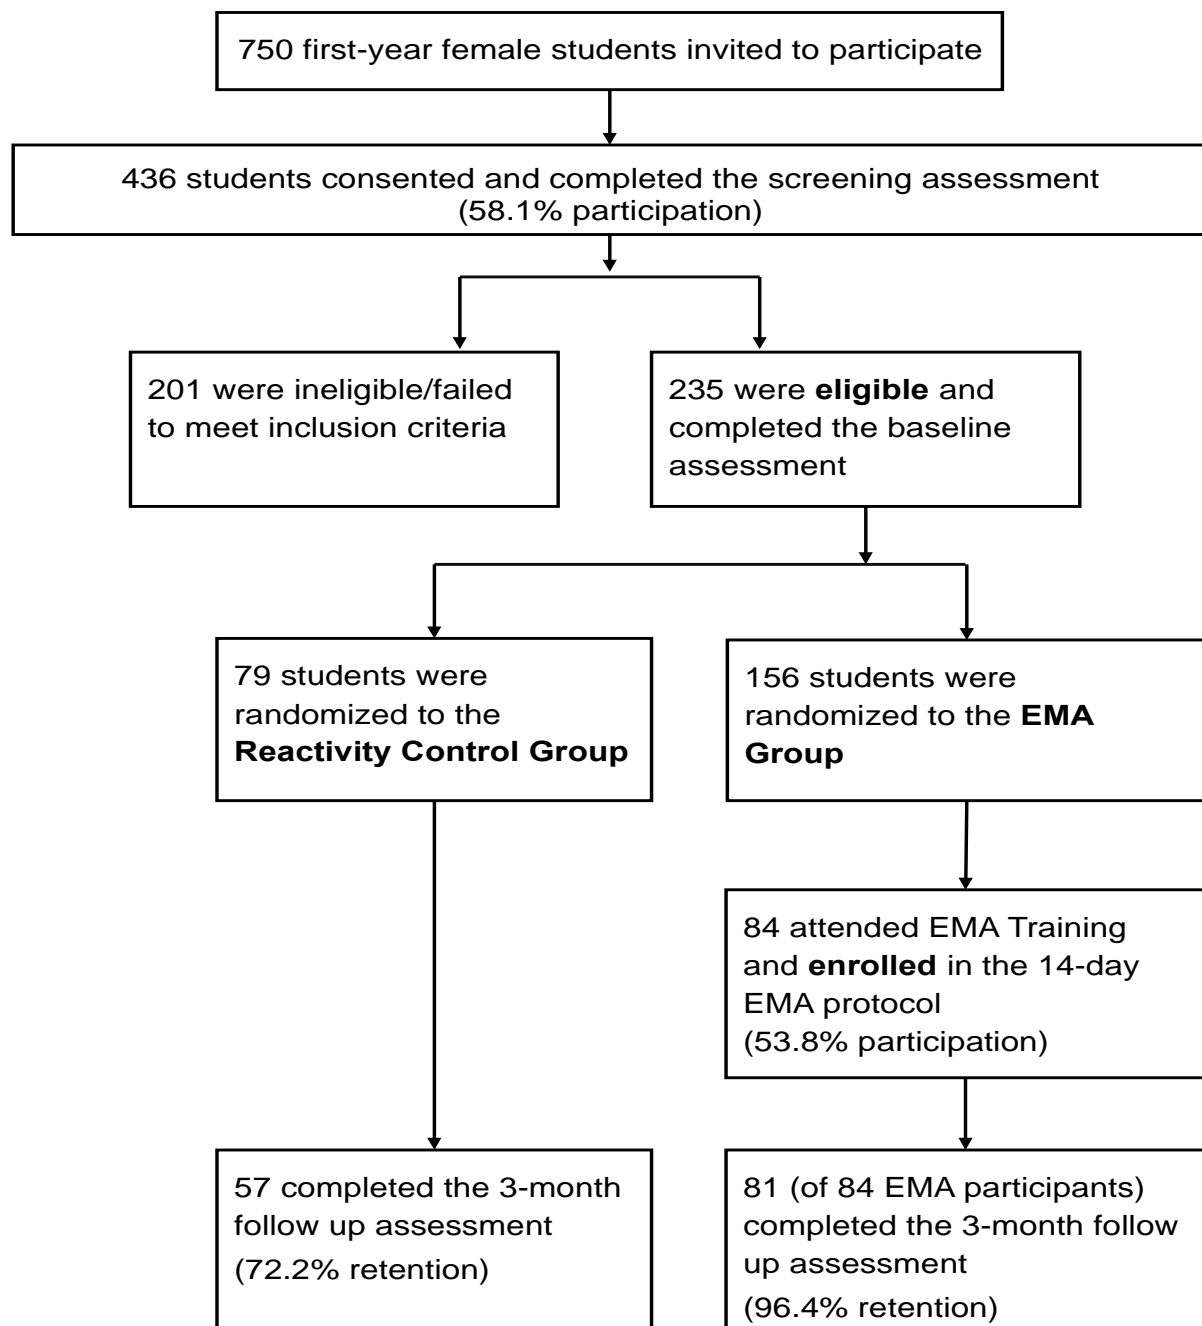 750 first-year female students invited to participate
436 students consented and completed the screening assessment
(58.1% participation)
201 were ineligible/failed
to meet inclusion criteria
235 were eligible and
completed the baseline
assessment
79 students were
randomized to the
Reactivity Control Group
156 students were
randomized to the EMA
Group
84 attended EMA Training
and enrolled in the 14-day
EMA protocol
(53.8% participation)
57 completed the 3-month
follow up assessment
(72.2% retention)
81 (of 84 EMA participants)
completed the 3-month follow
up assessment
(96.4% retention)